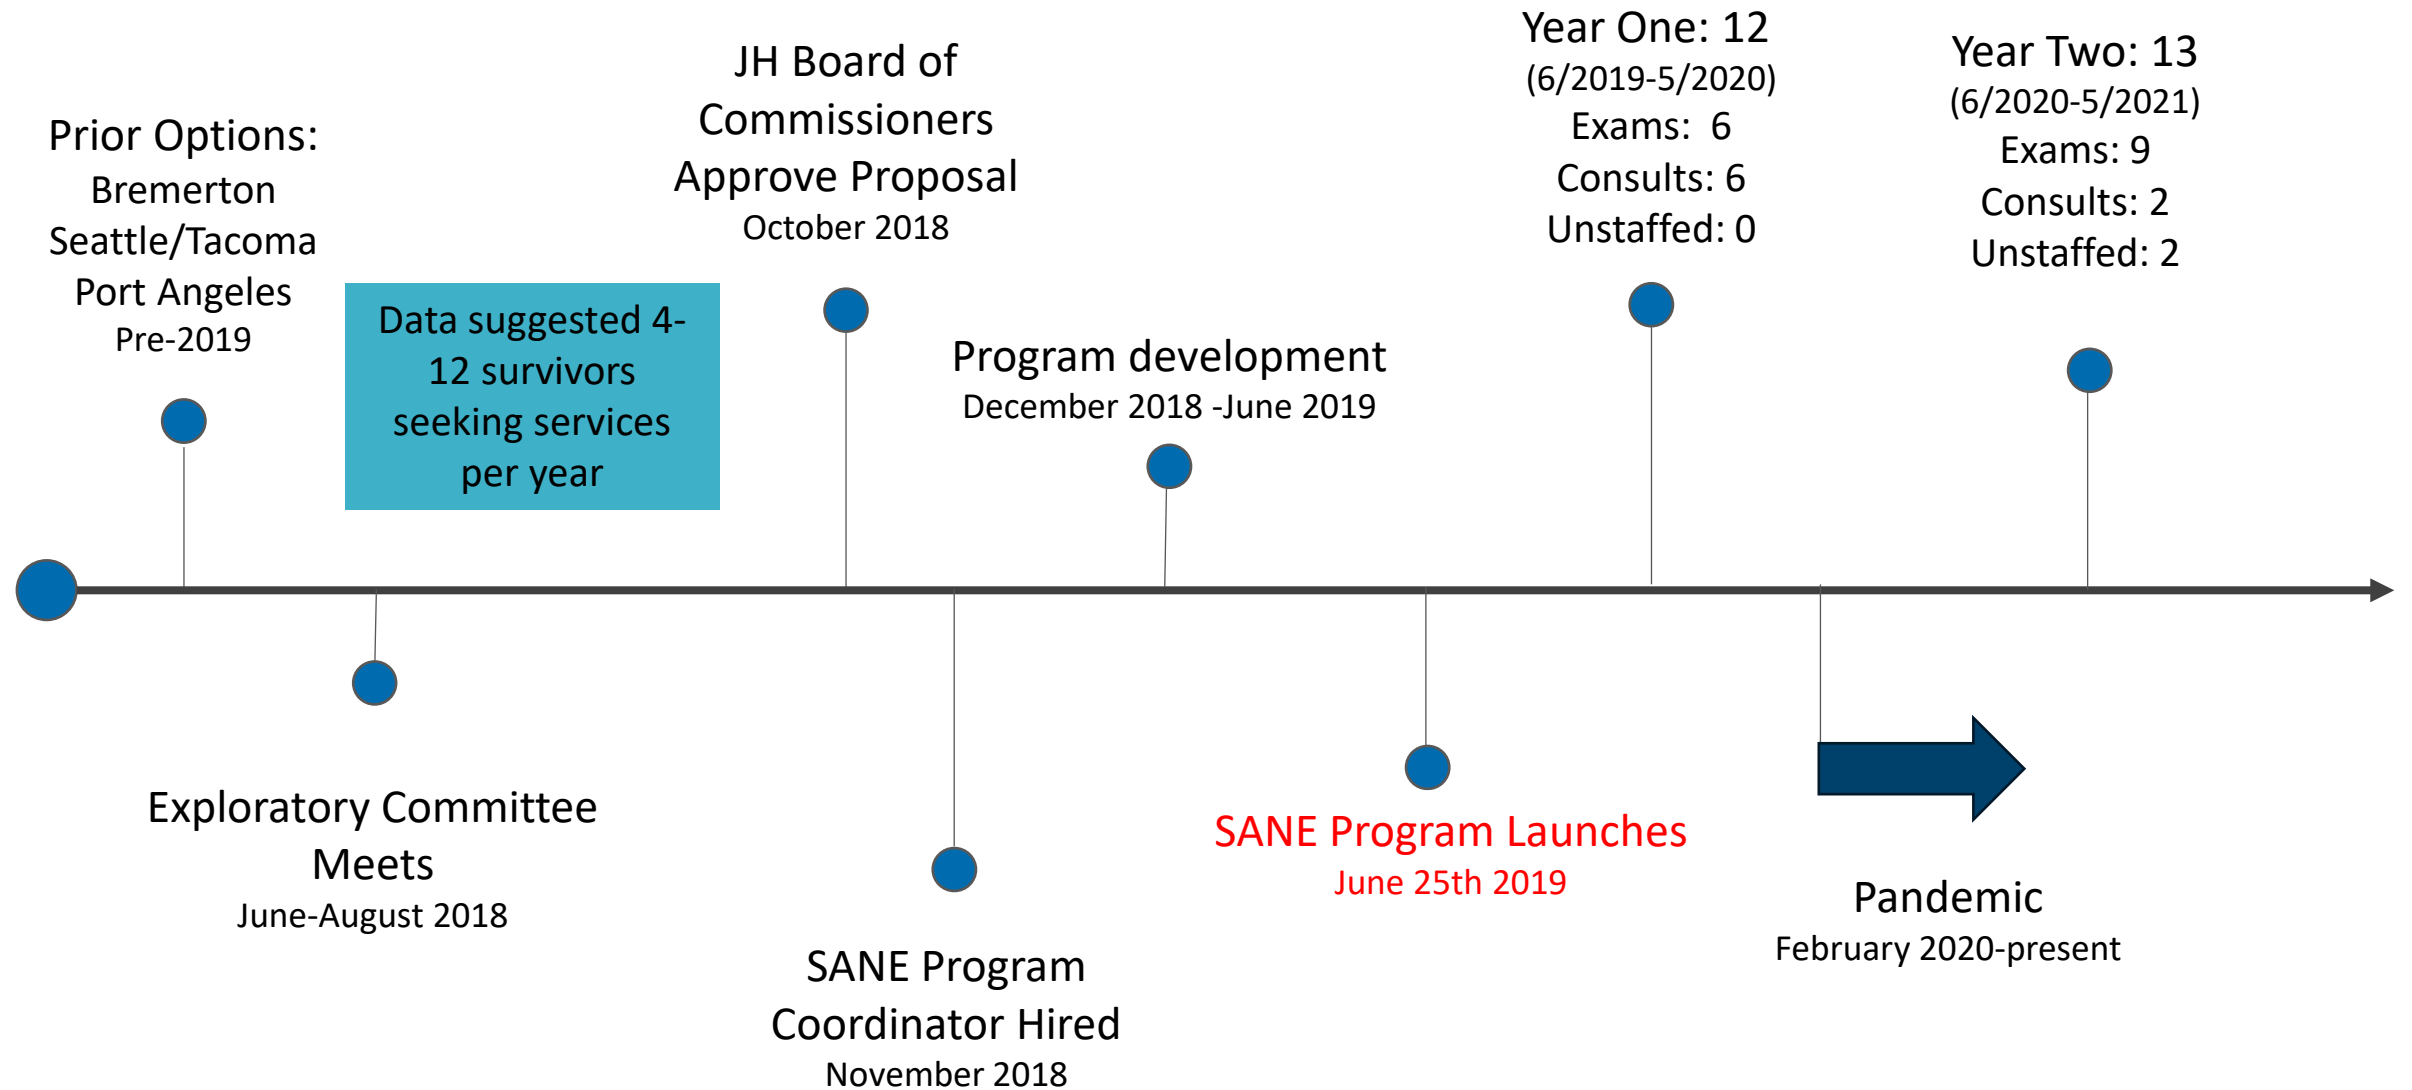 Prior Options:
Bremerton
Seattle/Tacoma
Port Angeles
Pre-2019
Data suggested 4-
12 survivors
seeking services
per year
Exploratory Committee
Meets
June-August 2018
JH Board of
Commissioners
Approve Proposal
October 2018
SANE Program
Coordinator Hired
November 2018
Program development
December 2018 -June 2019
SANE Program Launches
June 25th 2019
Year One: 12
(6/2019-5/2020)
Exams:  6
Consults: 6
Unstaffed: 0
Pandemic
February 2020-present
Year Two: 13
(6/2020-5/2021)
Exams: 9
Consults: 2
Unstaffed: 2